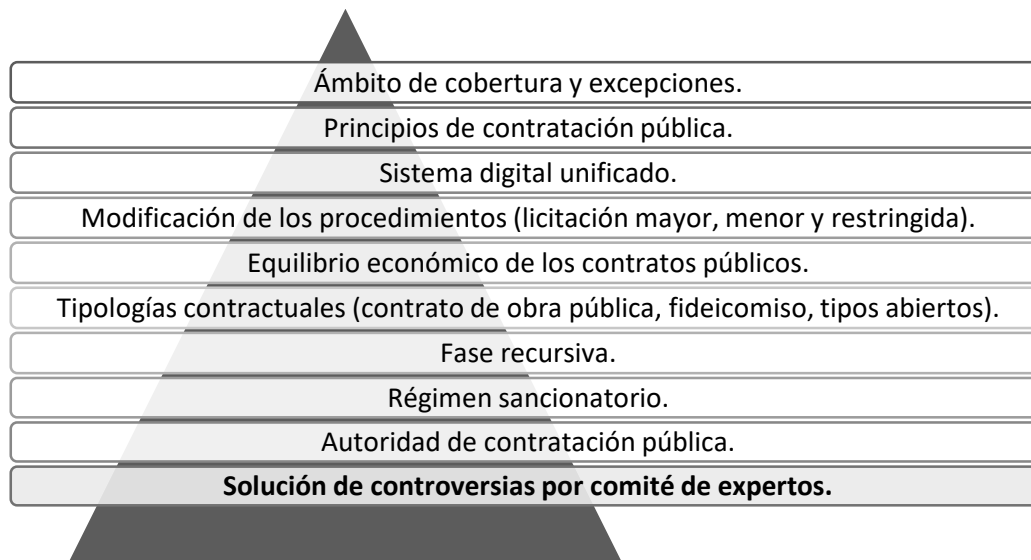 Ámbito de cobertura y excepciones.
Principios de contratación pública.
Sistema digital unificado.
Modificación de los procedimientos (licitación mayor, menor y restringida).
Equilibrio económico de los contratos públicos.
Tipologías contractuales (contrato de obra pública, fideicomiso, tipos abiertos).
Fase recursiva.
Régimen sancionatorio.
Autoridad de contratación pública.
Solución de controversias por comité de expertos.